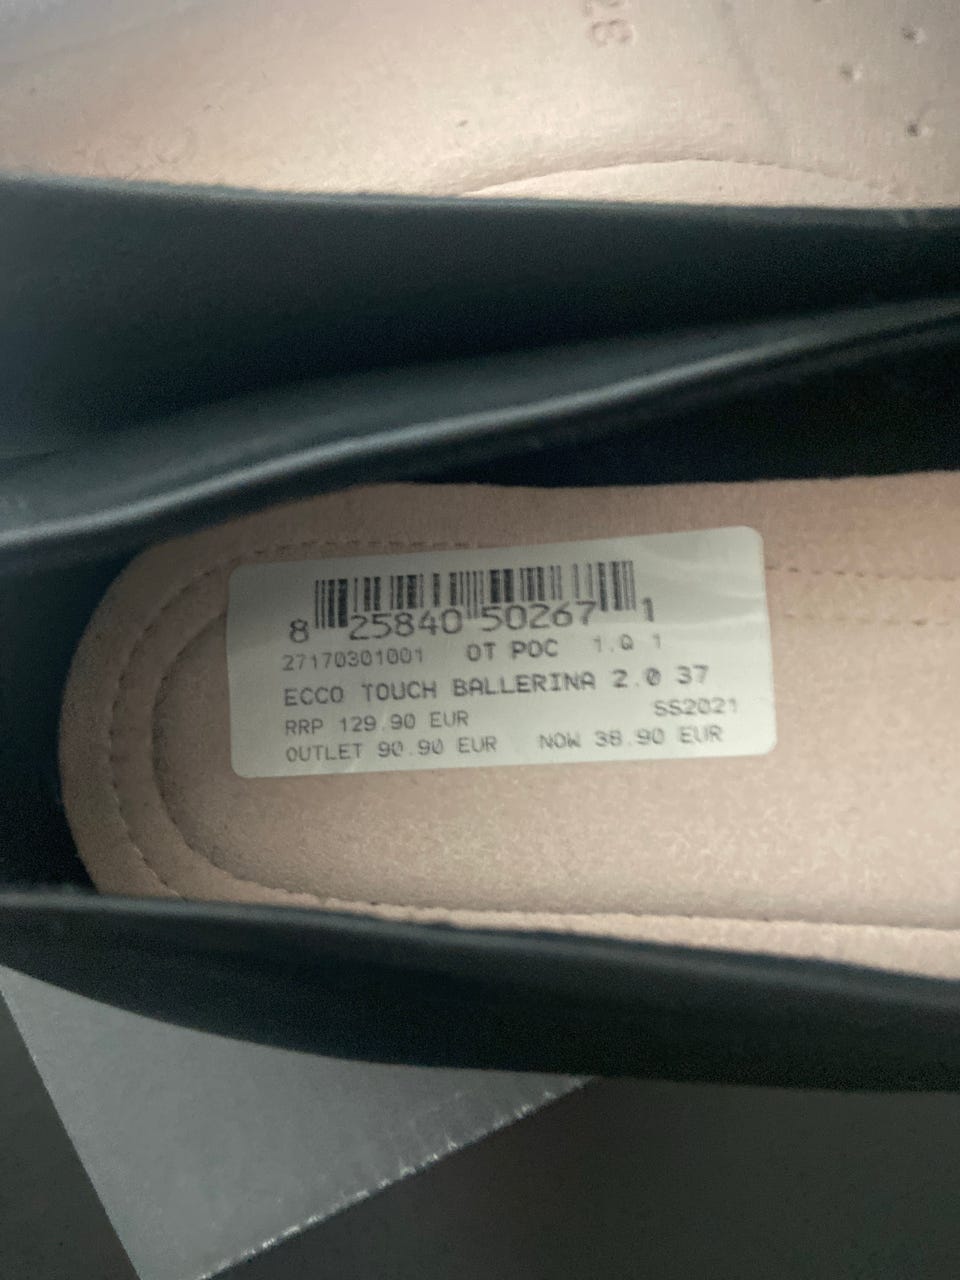 8 25840 50267 1
27170301001 OT POC 1.Q 1
ECCO TOUCH BALLERINA 2.0 37
RRP 129.90 EUR SS2021
OUTLET 90.90 EUR NOW 38.90 EUR